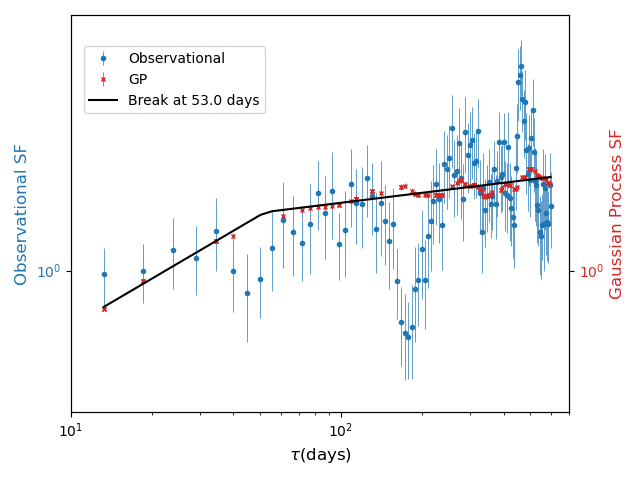 Observational
GP
Break at 53.0 days
Observational SF
Gaussian Process SF
10⁰
10⁰
10¹
10²
τ(days)